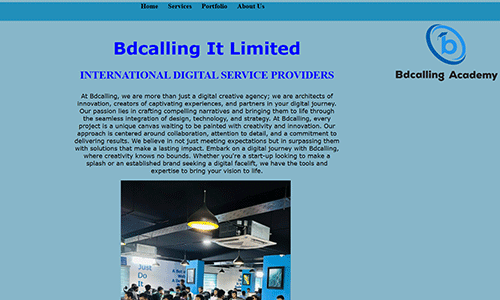 Home Services Portfolio About Us
b
Bdcalling Academy
Bdcalling It Limited
INTERNATIONAL DIGITAL SERVICE PROVIDERS
At Bdcalling, we are more than just a digital creative agency; we are architects of
innovation, creators of captivating experiences, and partners in your digital journey.
Our passion lies in crafting compelling narratives and bringing them to life through
the seamless integration of design, technology, and strategy. At Bdcalling, every
project is a unique canvas waiting to be painted with creativity and innovation. Our
approach is centered around collaboration, attention to detail, and a commitment to
delivering results. We believe in not just meeting expectations but in surpassing them
with solutions that make a lasting impact. Embark on a digital journey with Bdcalling,
where creativity knows no bounds. Whether you're a start-up looking to make a
splash or an established brand seeking a digital facelift, we have the tools and
expertise to bring your vision to life.
Just
Do
It